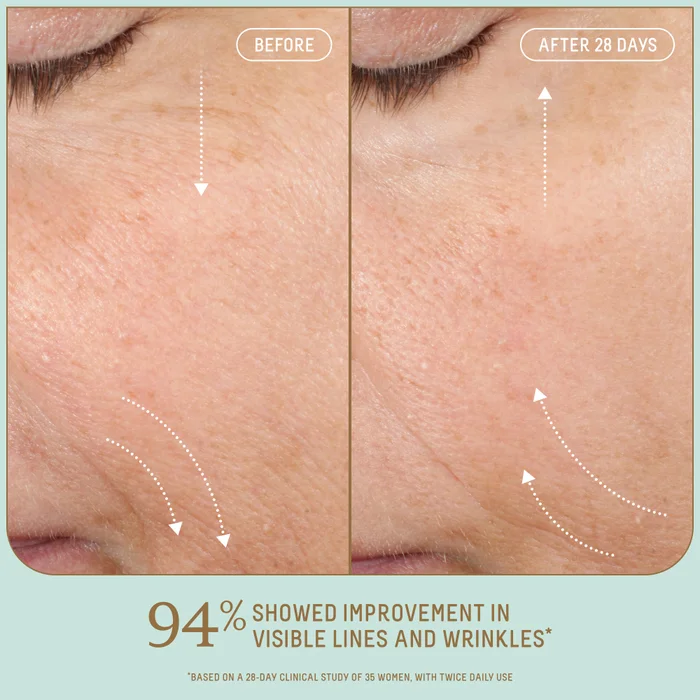 BEFORE
AFTER 28 DAYS
94% SHOWED IMPROVEMENT IN
VISIBLE LINES AND WRINKLES*
*BASED ON A 28-DAY CLINICAL STUDY OF 35 WOMEN, WITH TWICE DAILY USE